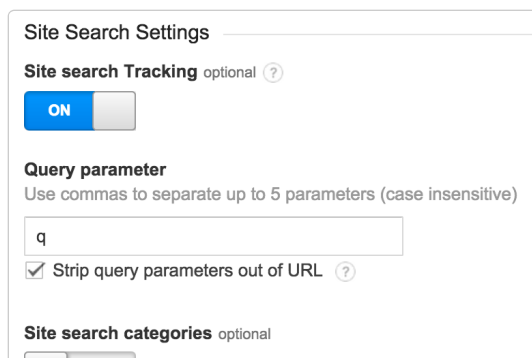 Site Search Settings
Site search Tracking optional ?
ON
Query parameter
Use commas to separate up to 5 parameters (case insensitive)
q
Strip query parameters out of URL ?
Site search categories optional